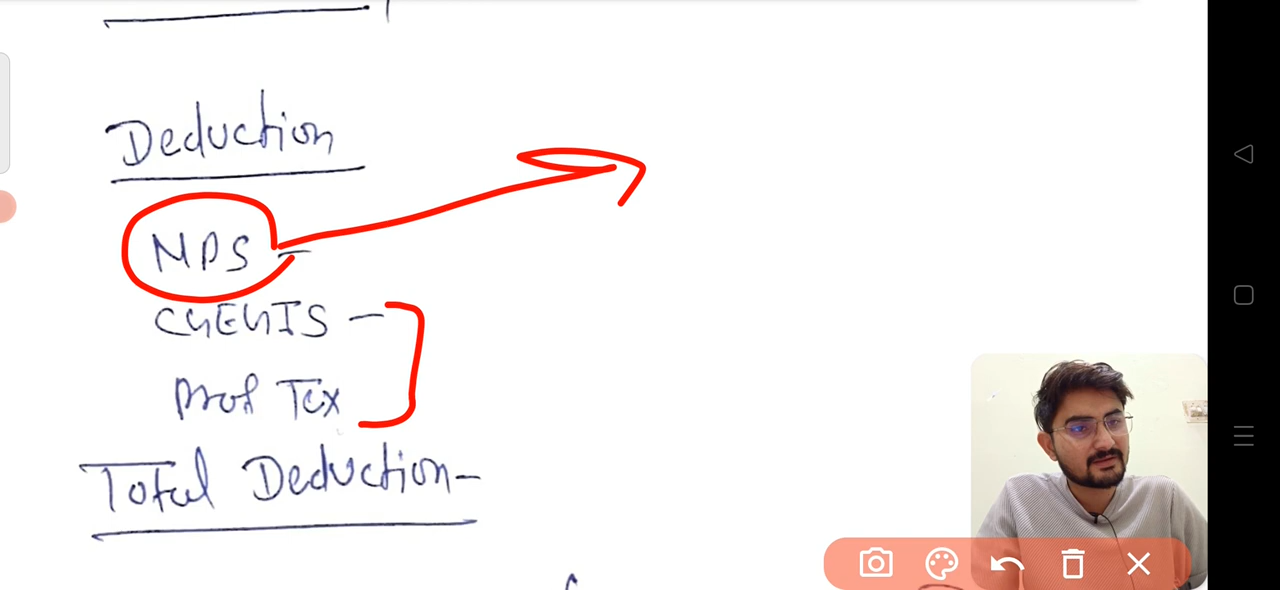 Deduction
NPS =
CGEGIS -
Prof Tax
Total Deduction -